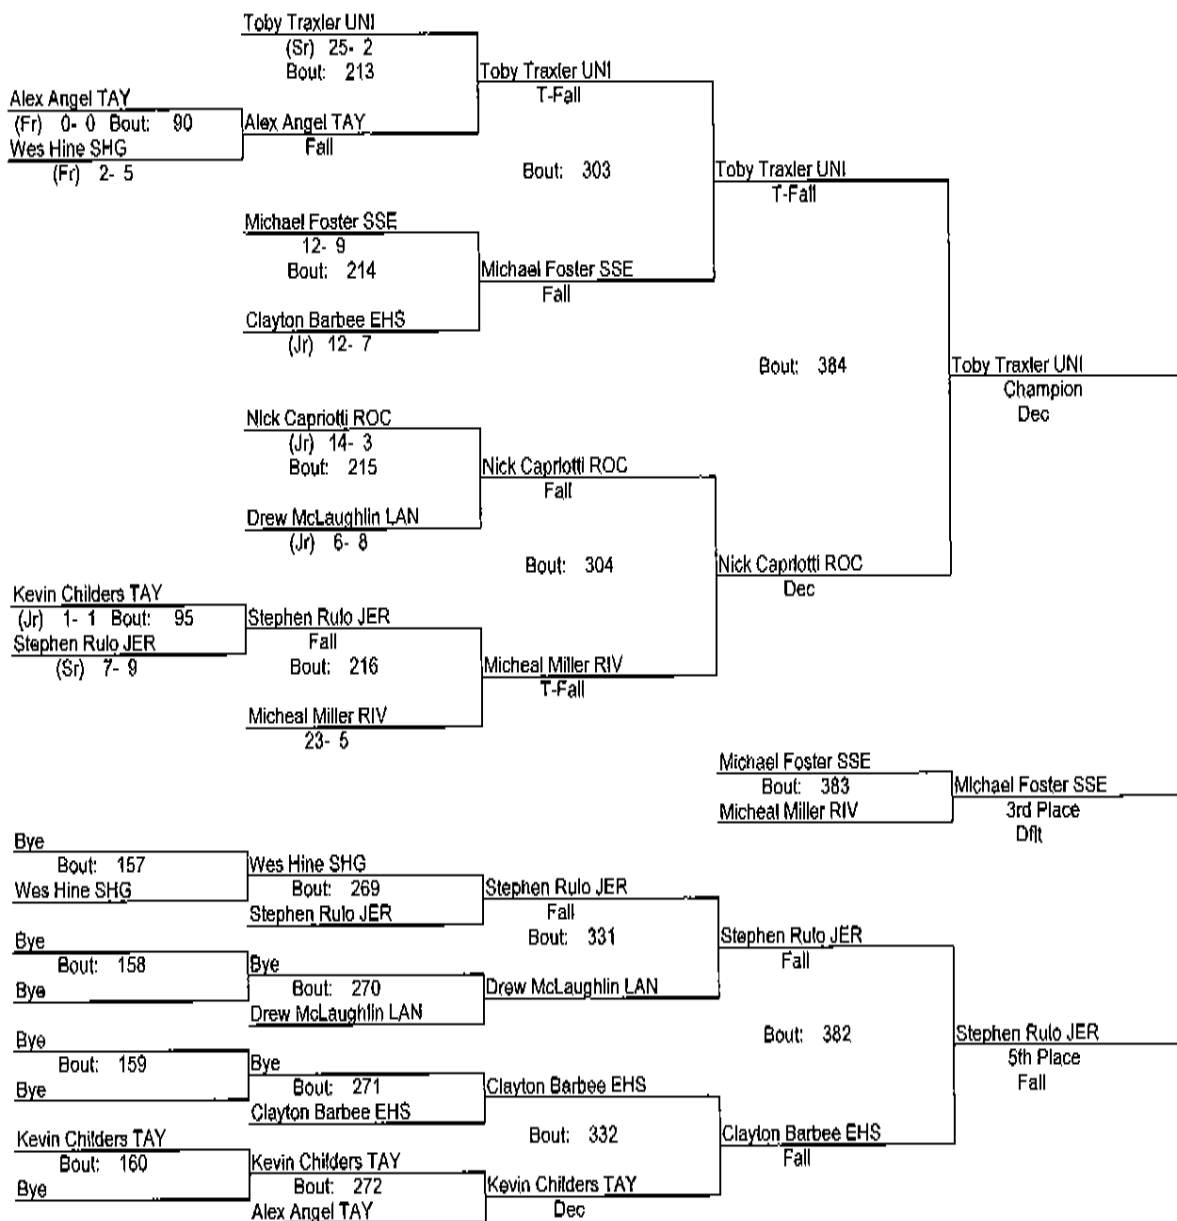 Toby Traxler UNI
(Sr) 25- 2
Bout: 213
Toby Traxler UNI
T-Fall
Alex Angel TAY
(Fr) 0- 0 Bout: 90
Alex Angel TAY
Fall
Wes Hine SHG
(Fr) 2- 5
Bout: 303
Toby Traxler UNI
T-Fall
Michael Foster SSE
12- 9
Bout: 214
Michael Foster SSE
Fall
Clayton Barbee EHS
(Jr) 12- 7
Bout: 384
Toby Traxler UNI
Champion
Dec
Nick Capriotti ROC
(Jr) 14- 3
Bout: 215
Nick Capriotti ROC
Fall
Drew McLaughlin LAN
(Jr) 6- 8
Bout: 304
Nick Capriotti ROC
Dec
Kevin Childers TAY
(Jr) 1- 1 Bout: 95
Stephen Rulo JER
Fall
Stephen Rulo JER
(Sr) 7- 9
Bout: 216
Micheal Miller RIV
T-Fall
Micheal Miller RIV
23- 5
Michael Foster SSE
Bout: 383
Michael Foster SSE
3rd Place
Dflt
Micheal Miller RIV
Bye
Bout: 157
Wes Hine SHG
Wes Hine SHG
Bout: 269
Stephen Rulo JER
Fall
Stephen Rulo JER
Bout: 331
Stephen Rulo JER
Fall
Bye
Bout: 158
Bye
Bye
Bout: 270
Drew McLaughlin LAN
Drew McLaughlin LAN
Bout: 382
Stephen Rulo JER
5th Place
Fall
Bye
Bout: 159
Bye
Bye
Bout: 271
Clayton Barbee EHS
Clayton Barbee EHS
Bout: 332
Clayton Barbee EHS
Fall
Kevin Childers TAY
Bout: 160
Bye
Kevin Childers TAY
Bout: 272
Kevin Childers TAY
Dec
Alex Angel TAY